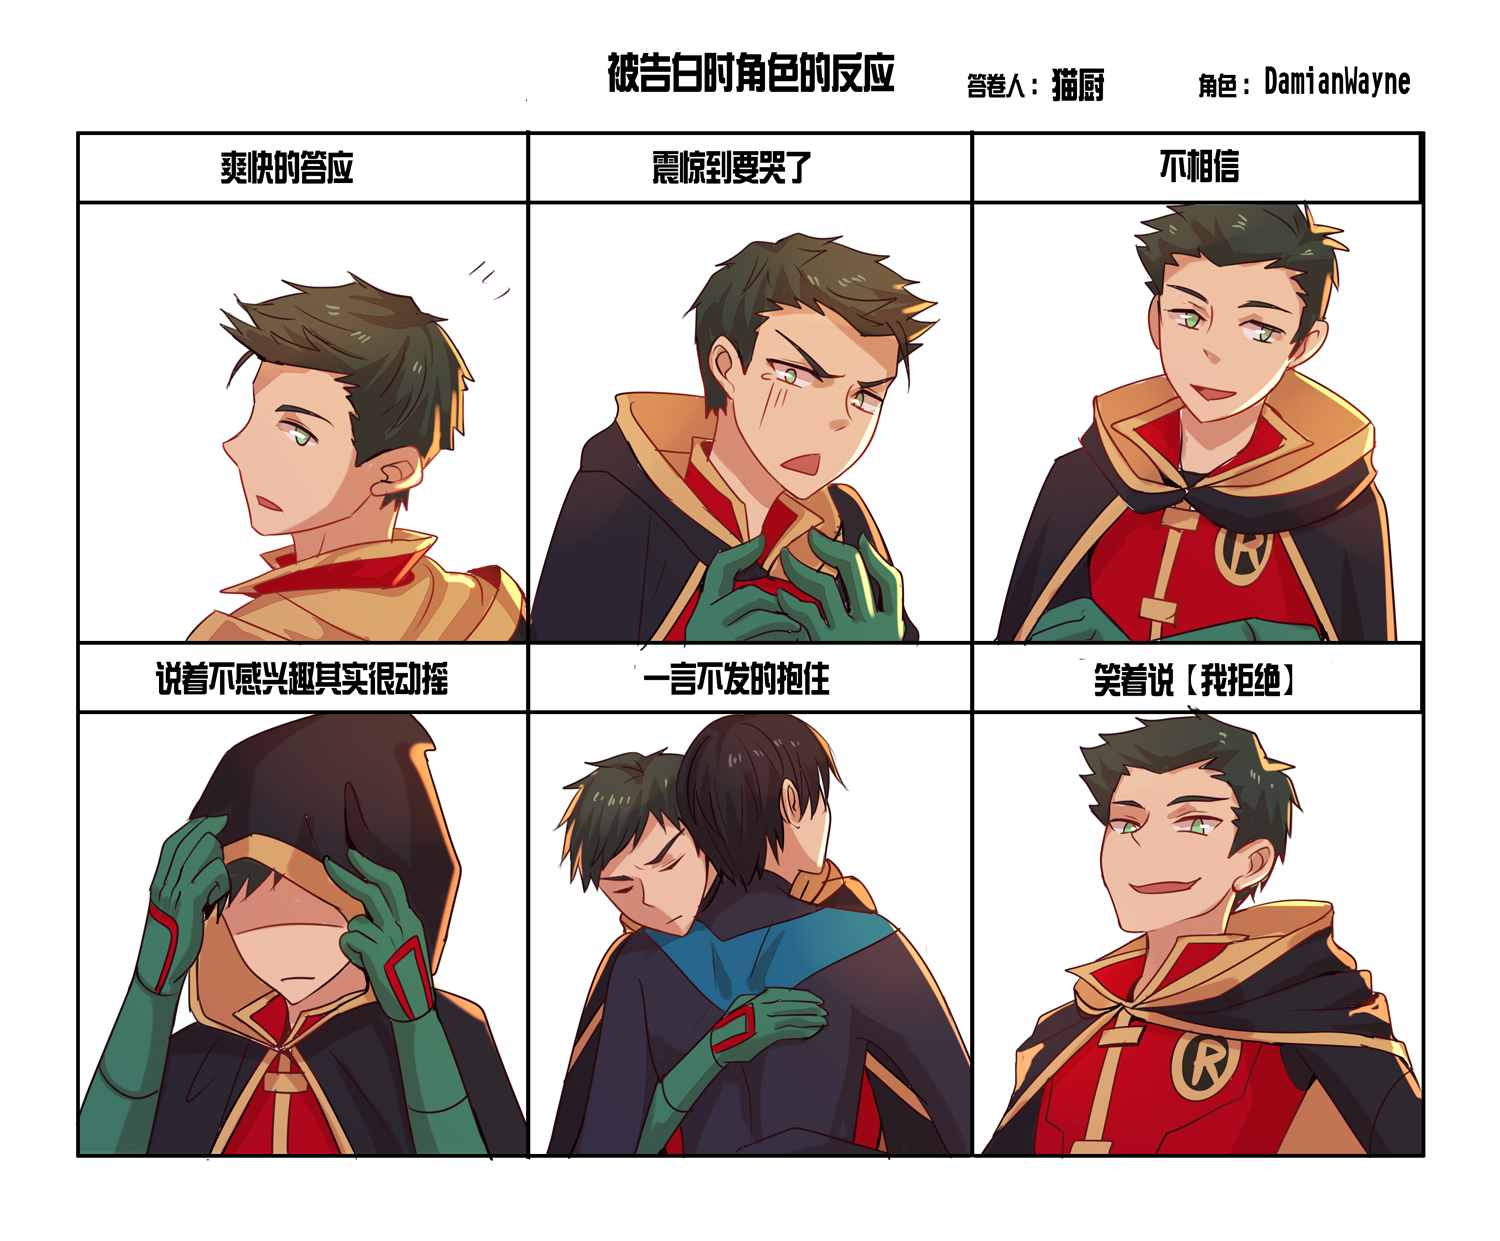 被告白时角色的反应
答卷人：猫厨
角色：DamianWayne
爽快的答应
震惊到要哭了
不相信
R
说着不感兴趣其实很动摇
一言不发的抱住
笑着说【我拒绝】
R